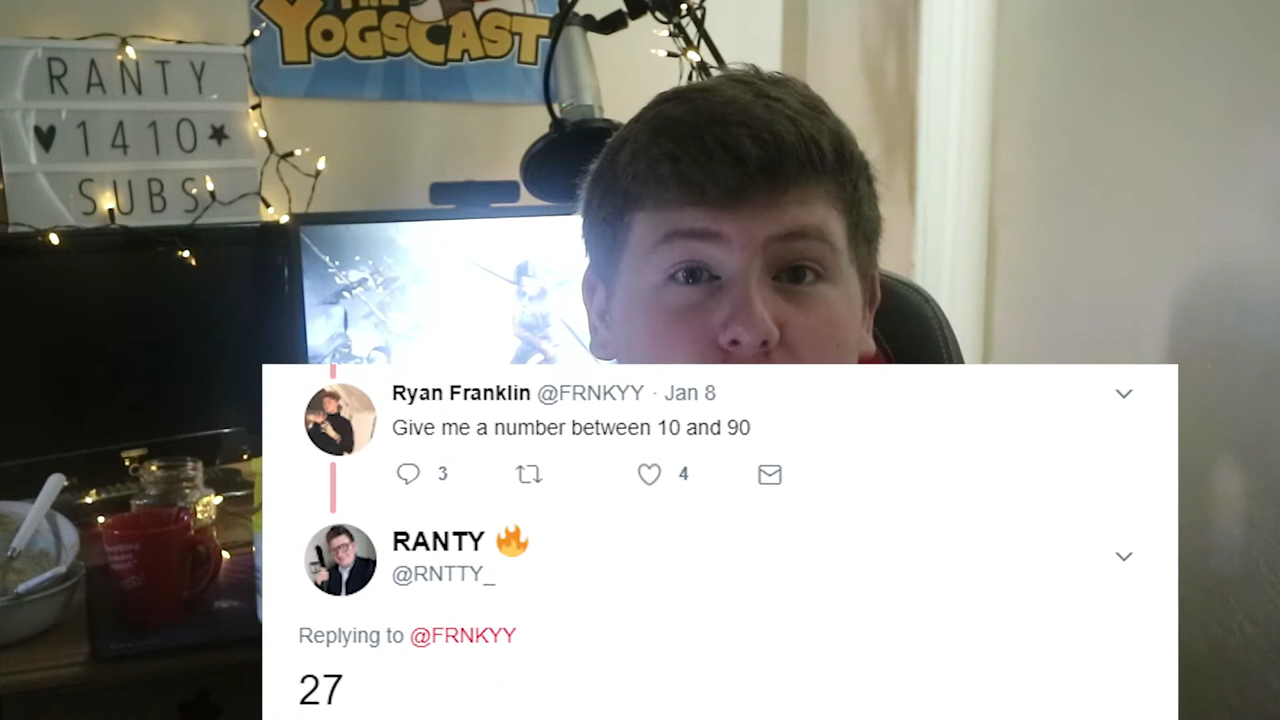 THE
YOGSCAST
RANTY
♥1410★
SUBS
Ryan Franklin @FRNKYY · Jan 8
Give me a number between 10 and 90
3 4
RANTY 🔥
@RNTTY_
Replying to @FRNKYY
27